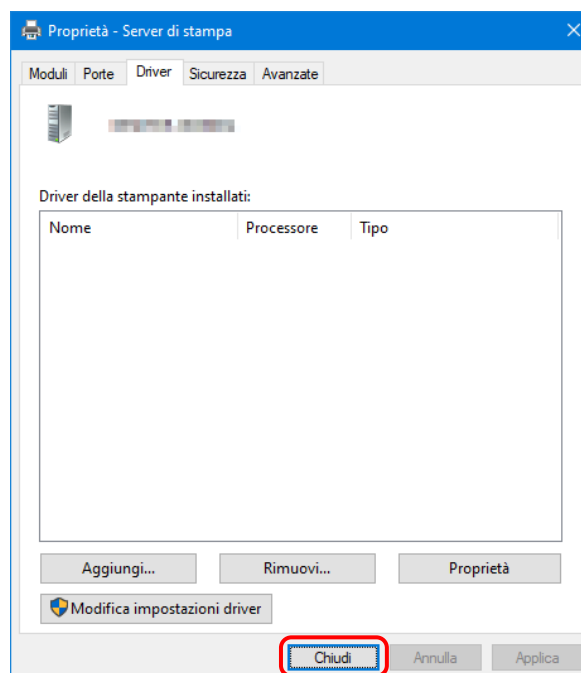 Proprietà - Server di stampa
Moduli Porte Driver Sicurezza Avanzate
Driver della stampante installati:
Nome Processore Tipo
Aggiungi... Rimuovi... Proprietà
Modifica impostazioni driver
Chiudi Annulla Applica